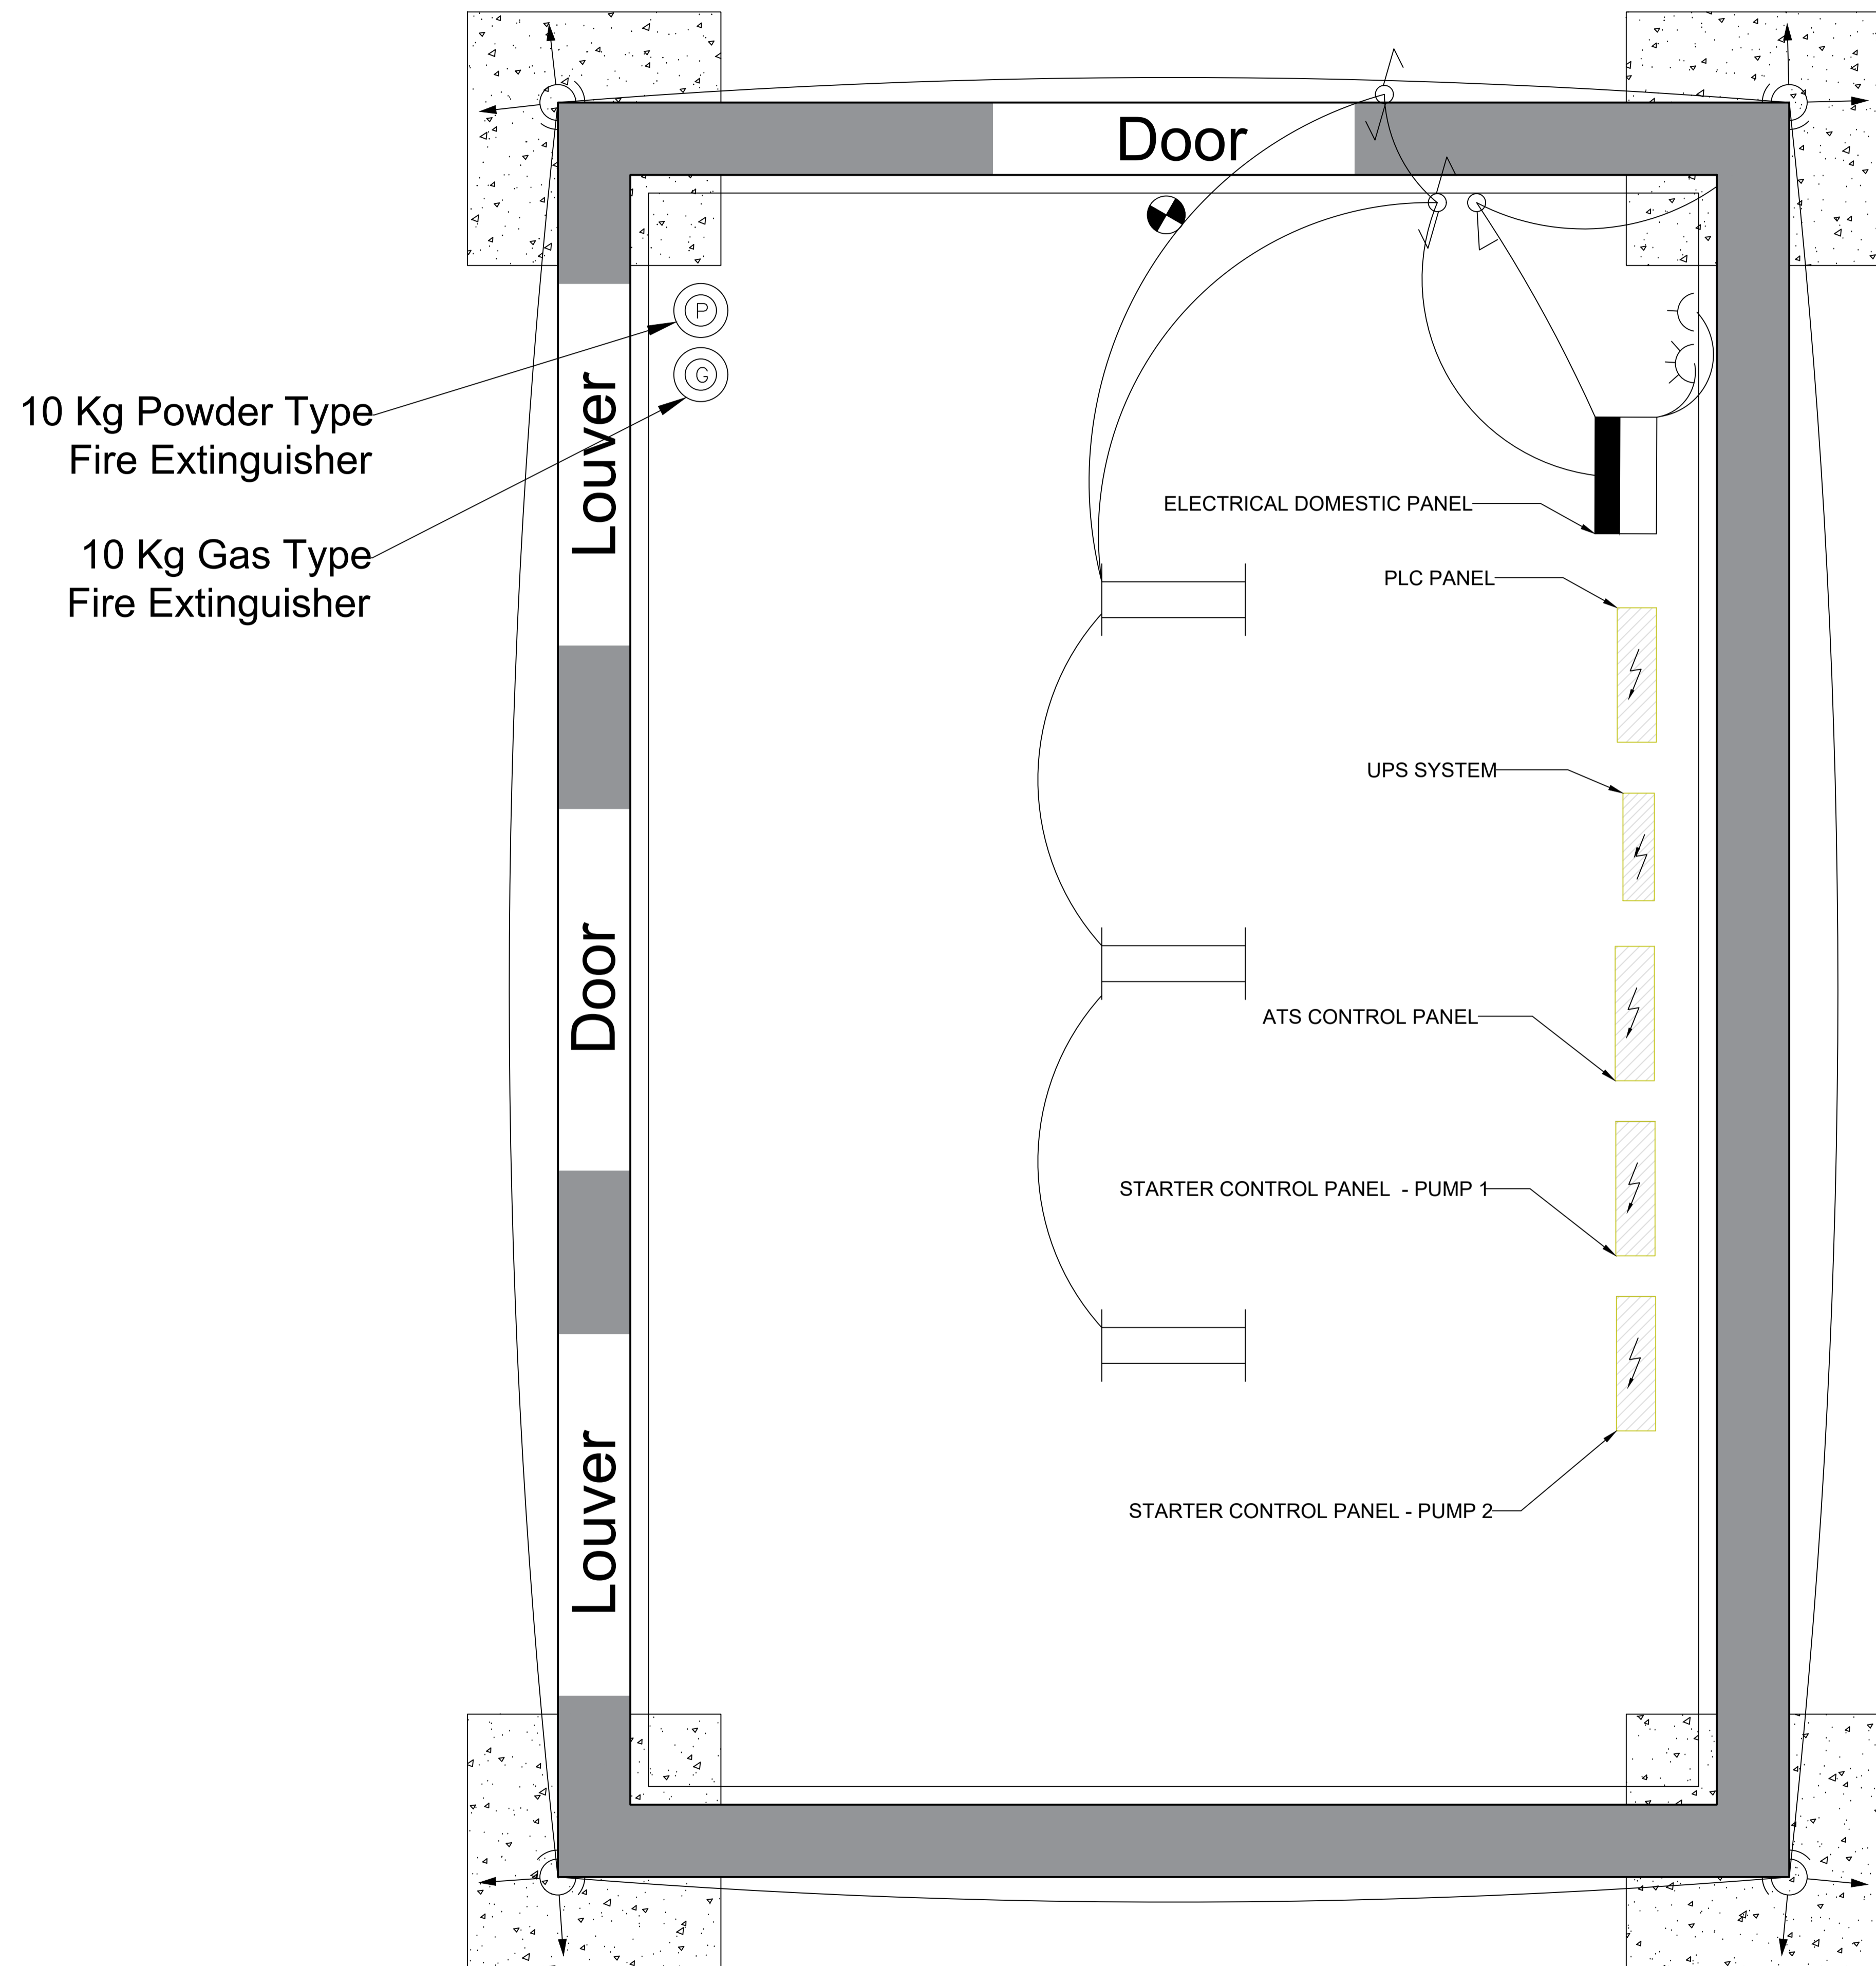 Door
P
G
Louver
10 Kg Powder Type
Fire Extinguisher
10 Kg Gas Type
Fire Extinguisher
ELECTRICAL DOMESTIC PANEL
PLC PANEL
UPS SYSTEM
Door
ATS CONTROL PANEL
STARTER CONTROL PANEL - PUMP 1
Louver
STARTER CONTROL PANEL - PUMP 2